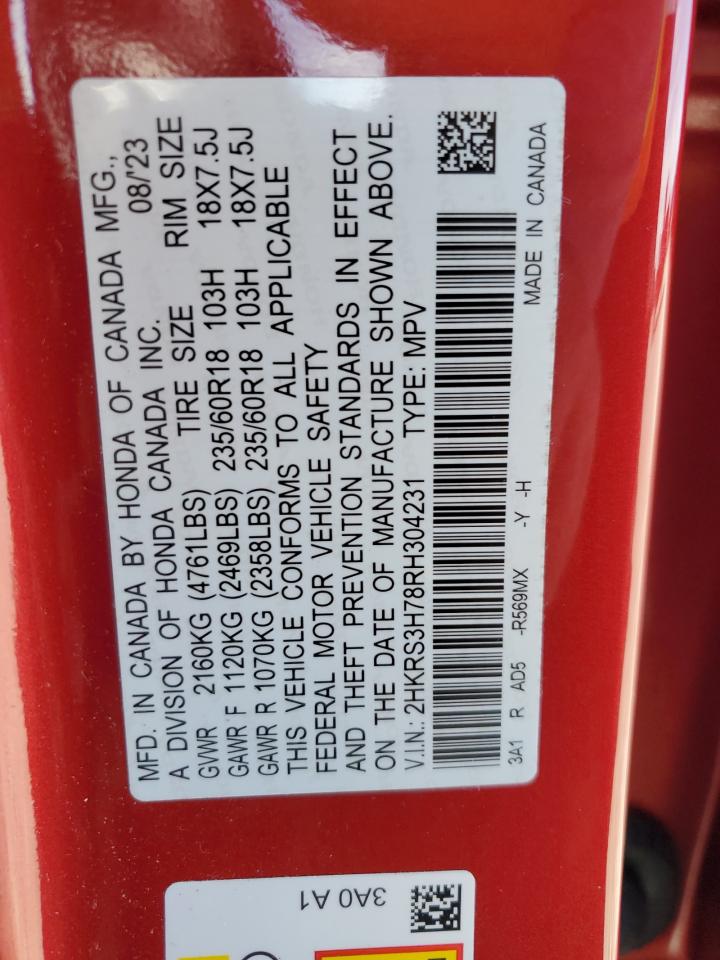 MFD. IN CANADA BY HONDA OF CANADA MFG.,
A DIVISION OF HONDA CANADA INC. 08/'23
GVWR 2160KG (4761LBS) TIRE SIZE RIM SIZE
GAWR F 1120KG (2469LBS) 235/60R18 103H 18X7.5J
GAWR R 1070KG (2358LBS) 235/60R18 103H 18X7.5J
THIS VEHICLE CONFORMS TO ALL APPLICABLE
FEDERAL MOTOR VEHICLE SAFETY
AND THEFT PREVENTION STANDARDS IN EFFECT
ON THE DATE OF MANUFACTURE SHOWN ABOVE.
V.I.N.: 2HKRS3H78RH304231 TYPE: MPV
3A1 R AD5 -R569MX -Y -H MADE IN CANADA
3A0 A1